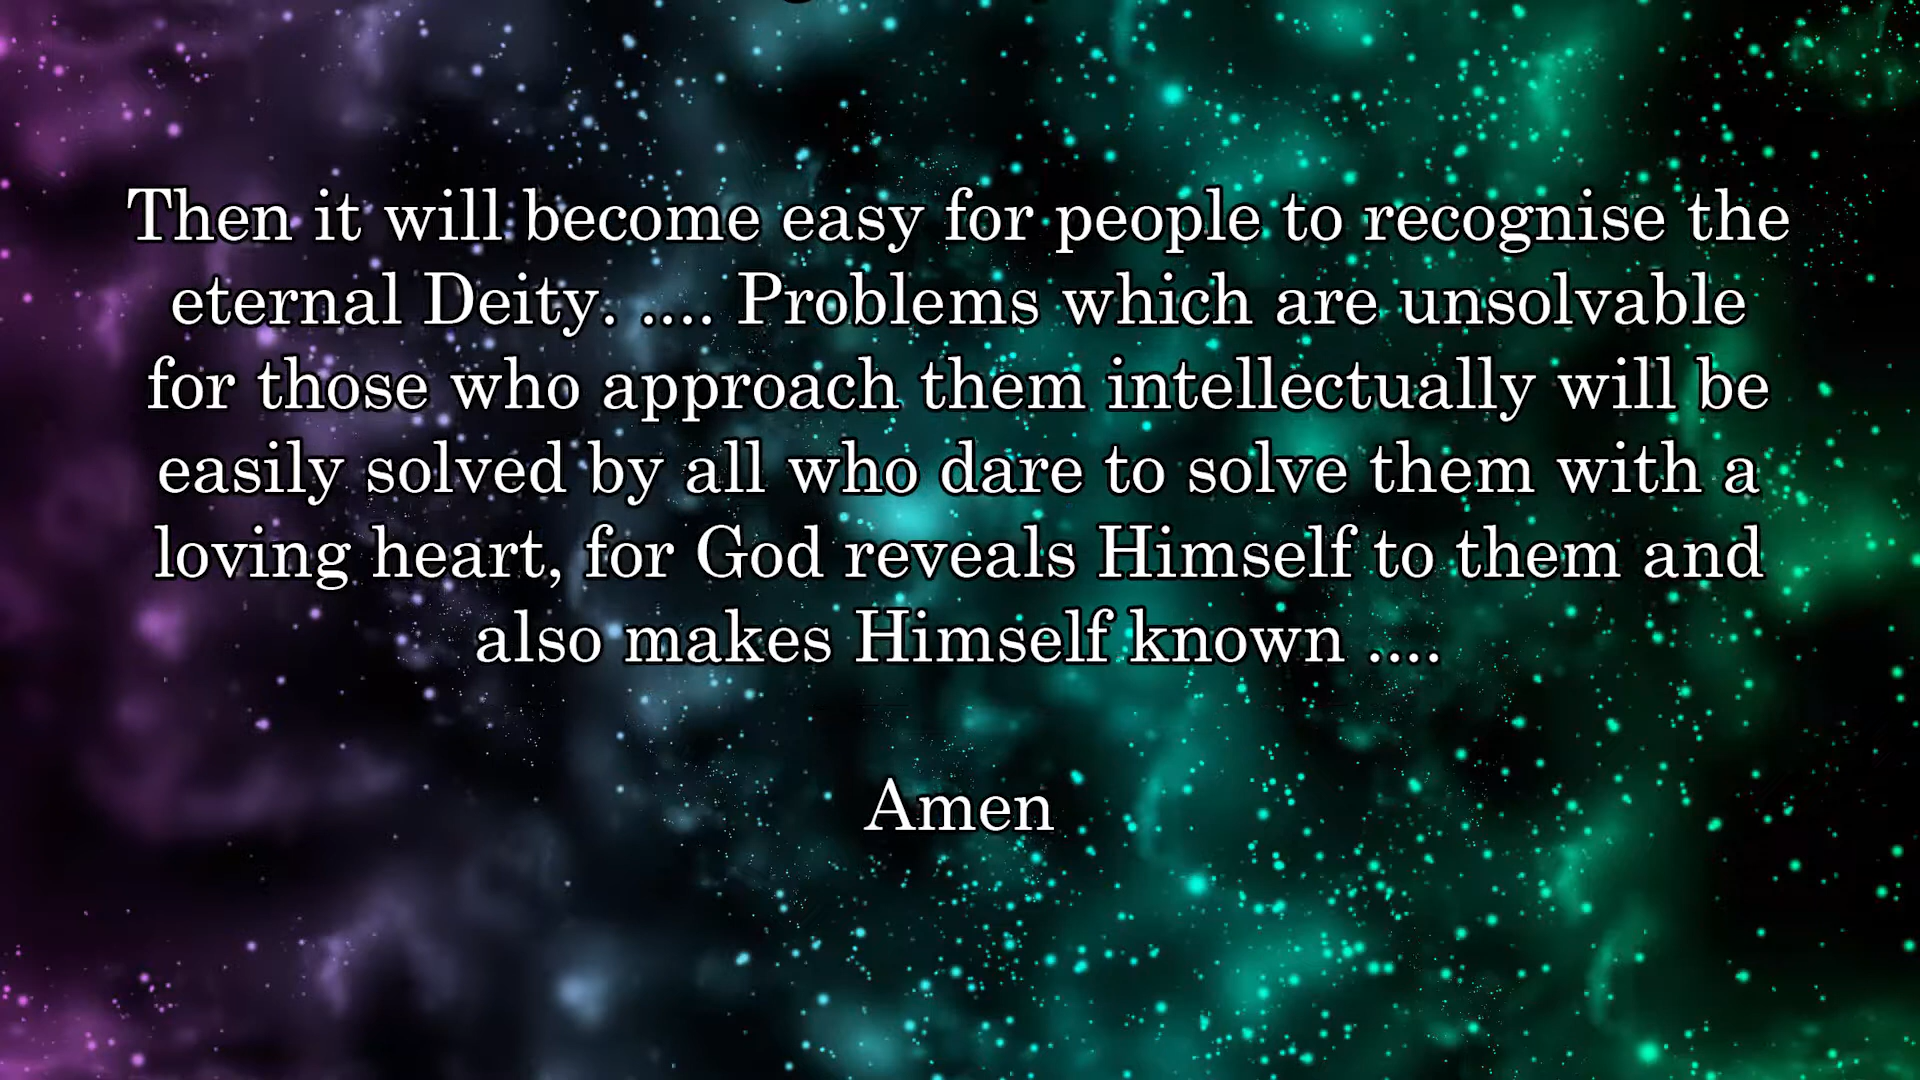 Then it will become easy for people to recognise the
eternal Deity. .... Problems which are unsolvable
for those who approach them intellectually will be
easily solved by all who dare to solve them with a
loving heart, for God reveals Himself to them and
also makes Himself known ....
Amen